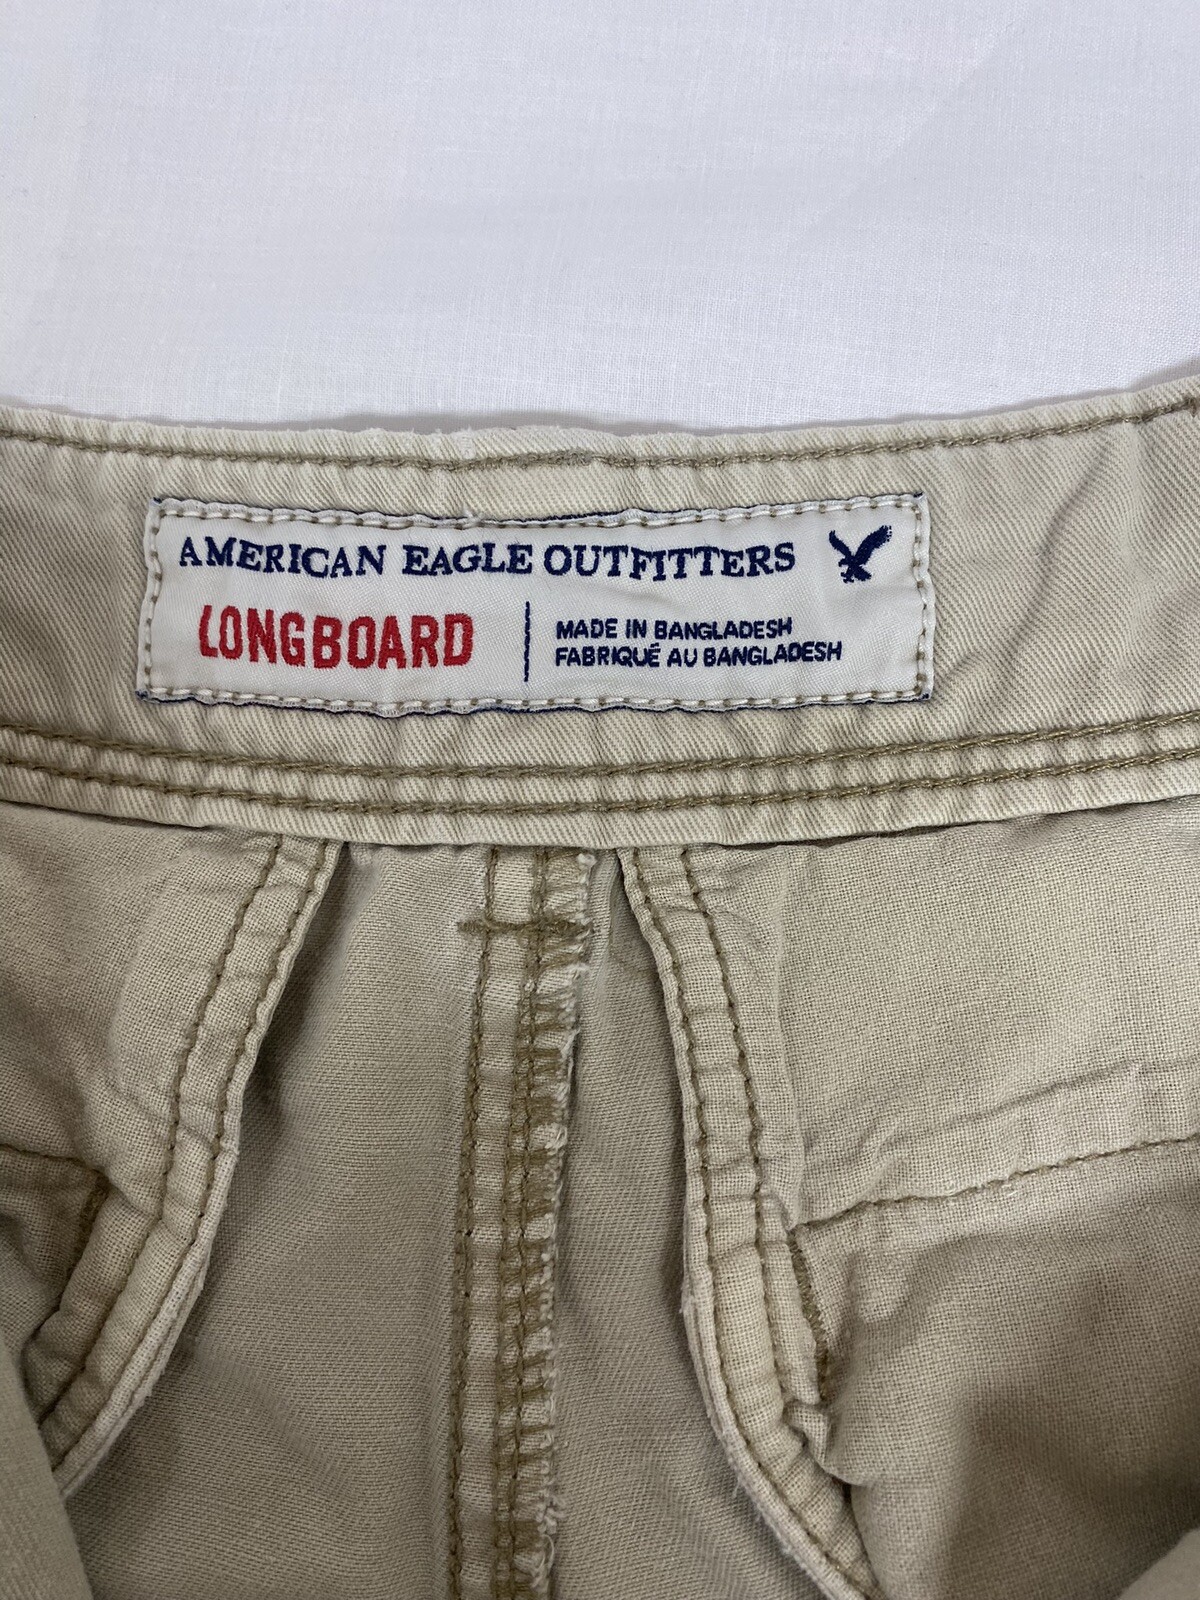 AMERICAN EAGLE OUTFITTERS
LONGBOARD
MADE IN BANGLADESH
FABRIQUÉ AU BANGLADESH